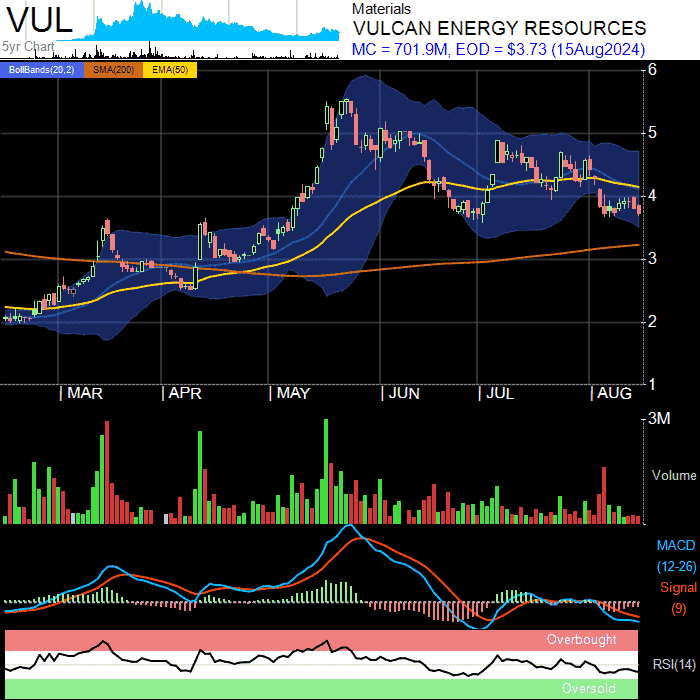 VUL
5yr Chart
Materials
VULCAN ENERGY RESOURCES
MC = 701.9M, EOD = $3.73 (15Aug2024)
BollBands(20,2) SMA(200) EMA(50)
6
5
4
3
2
1
MAR APR MAY JUN JUL AUG
3M
Volume
MACD
(12-26)
Signal
(9)
Overbought
RSI(14)
Oversold